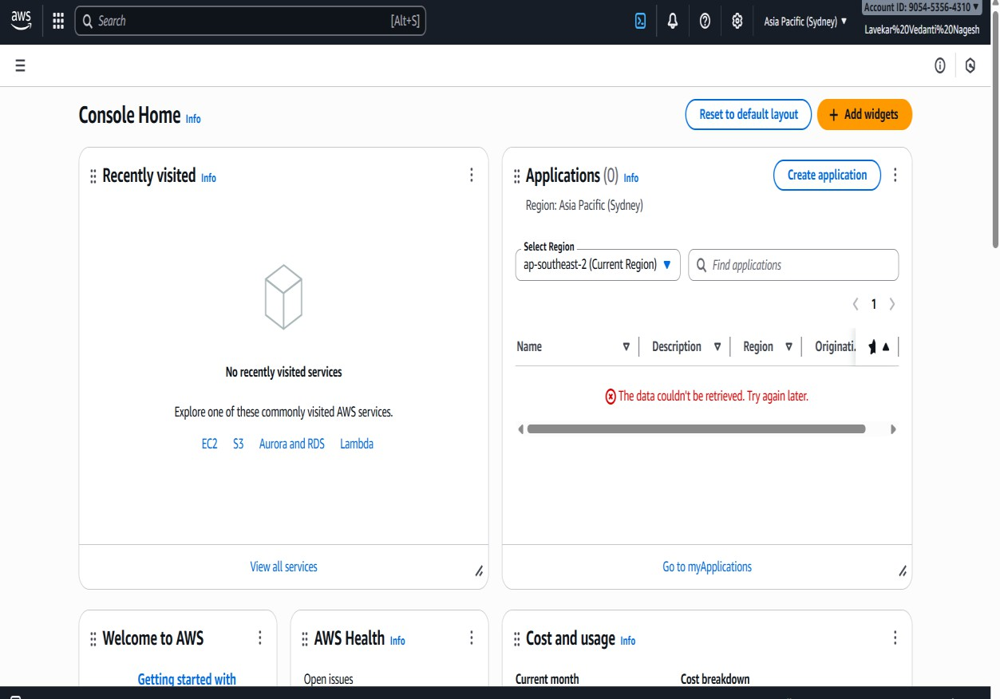 aws
Search [Alt+S]
Asia Pacific (Sydney) ▼
Account ID: 9054-5356-4310 ▼
Lavekar%20Vedanti%20Nagesh
Console Home Info
Reset to default layout
+ Add widgets
Recently visited Info
No recently visited services
Explore one of these commonly visited AWS services.
EC2 S3 Aurora and RDS Lambda
View all services
Applications (0) Info
Create application
Region: Asia Pacific (Sydney)
Select Region
ap-southeast-2 (Current Region) ▼
Find applications
1
Name Description Region Originati.
The data couldn't be retrieved. Try again later.
Go to myApplications
Welcome to AWS
Getting started with
AWS Health Info
Open issues
Cost and usage Info
Current month Cost breakdown